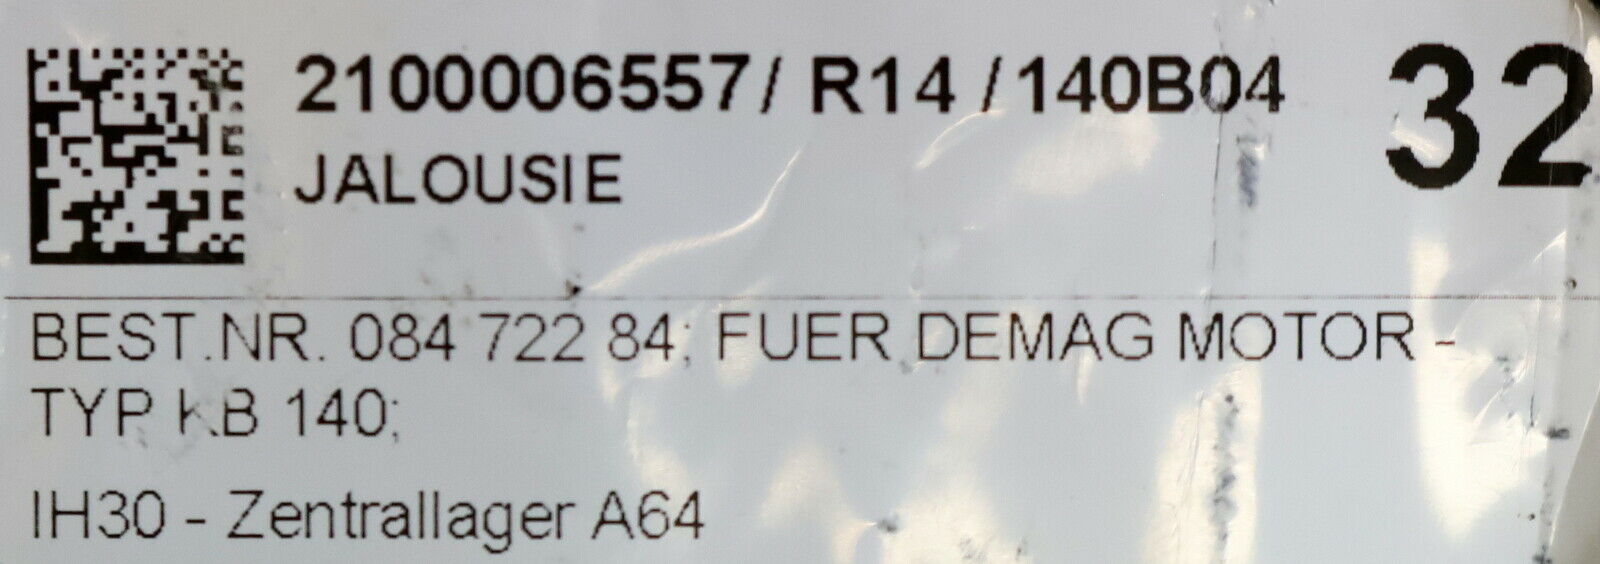 2100006557/ R14 /140B04
32
JALOUSIE
BEST.NR. 084 722 84; FUER DEMAG MOTOR -
TYP KB 140;
IH30 - Zentrallager A64